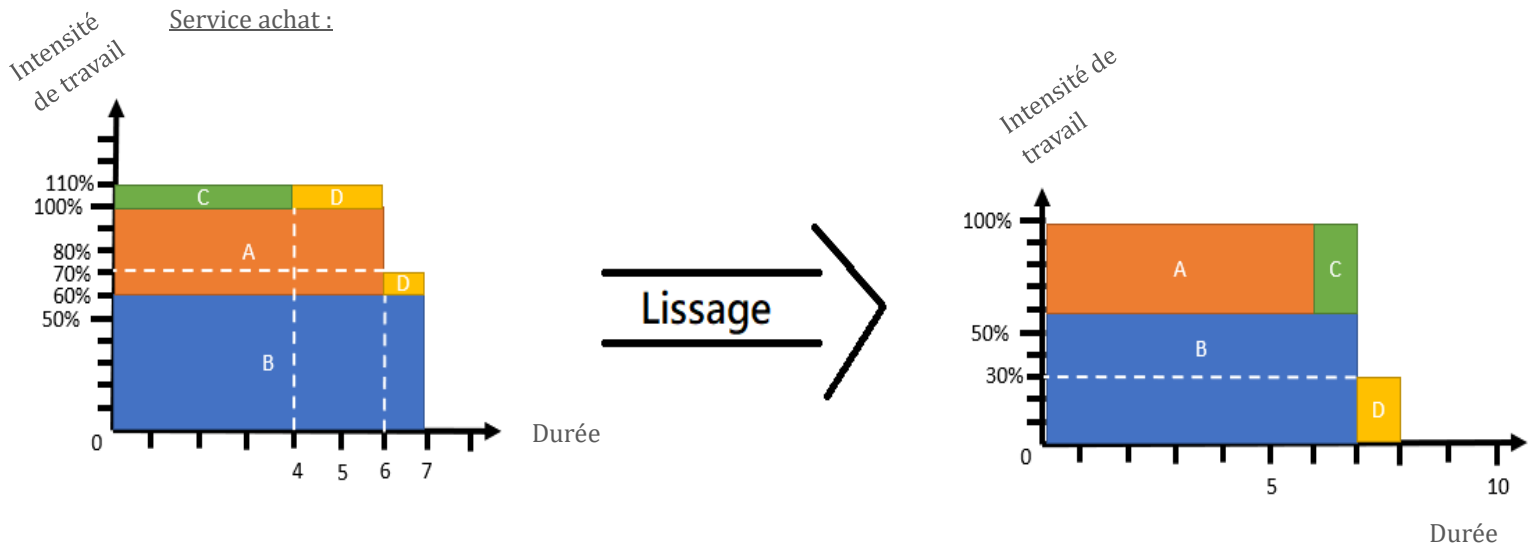 Service achat :
Intensité
de travail
110%
100%
80%
70%
60%
50%
0
C
D
A
D
B
4
5
6
7
Durée
Lissage
Intensité de
travail
100%
50%
30%
0
A
C
B
D
5
10
Durée